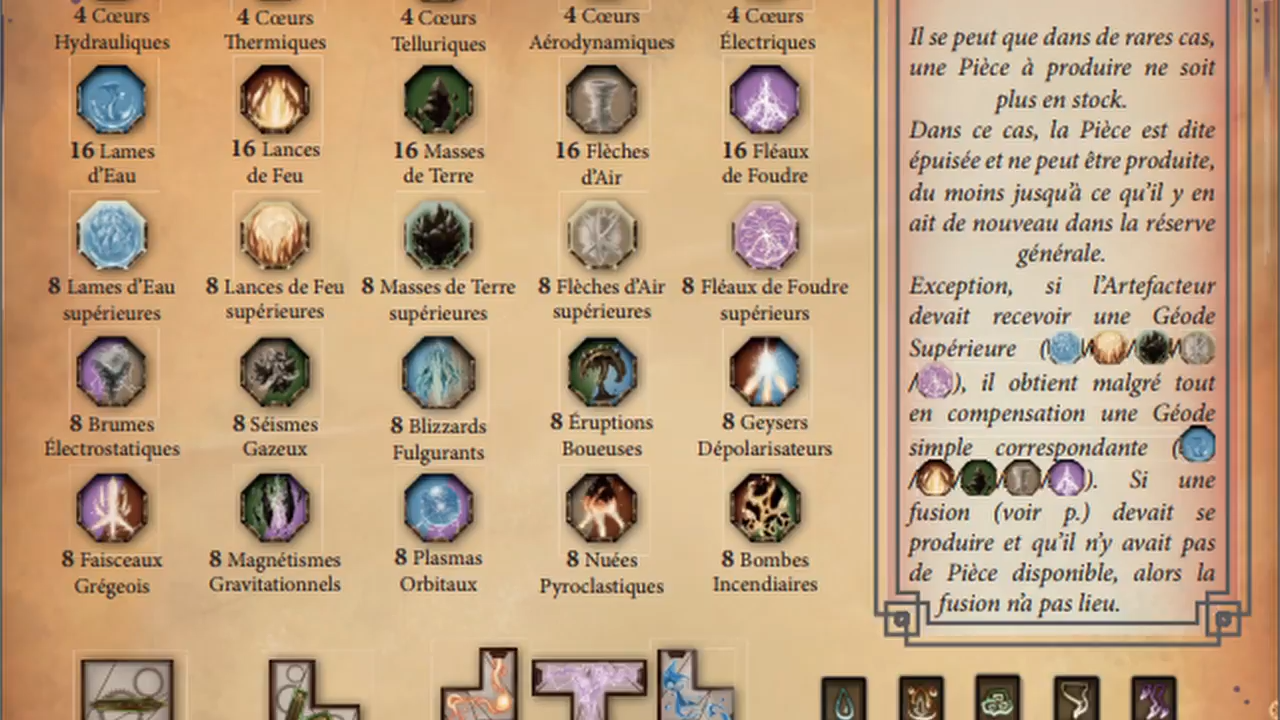 4 Cœurs
Hydrauliques
4 Cœurs
Thermiques
4 Cœurs
Telluriques
4 Cœurs
Aérodynamiques
4 Cœurs
Électriques
16 Lames
d'Eau
16 Lances
de Feu
16 Masses
de Terre
16 Flèches
d'Air
16 Fléaux
de Foudre
8 Lames d'Eau
supérieures
8 Lances de Feu
supérieures
8 Masses de Terre
supérieures
8 Flèches d'Air
supérieures
8 Fléaux de Foudre
supérieurs
8 Brumes
Électrostatiques
8 Séismes
Gazeux
8 Blizzards
Fulgurants
8 Éruptions
Boueuses
8 Geysers
Dépolarisateurs
8 Faisceaux
Grégeois
8 Magnétismes
Gravitationnels
8 Plasmas
Orbitaux
8 Nuées
Pyroclastiques
8 Bombes
Incendiaires
Il se peut que dans de rares cas,
une Pièce à produire ne soit
plus en stock.
Dans ce cas, la Pièce est dite
épuisée et ne peut être produite,
du moins jusqu'à ce qu'il y en
ait de nouveau dans la réserve
générale.
Exception, si l'Artefacteur
devait recevoir une Géode
Supérieure (/ / /
/ ), il obtient malgré tout
en compensation une Géode
simple correspondante (
/ / / / ). Si une
fusion (voir p.) devait se
produire et qu'il n'y avait pas
de Pièce disponible, alors la
fusion n'a pas lieu.